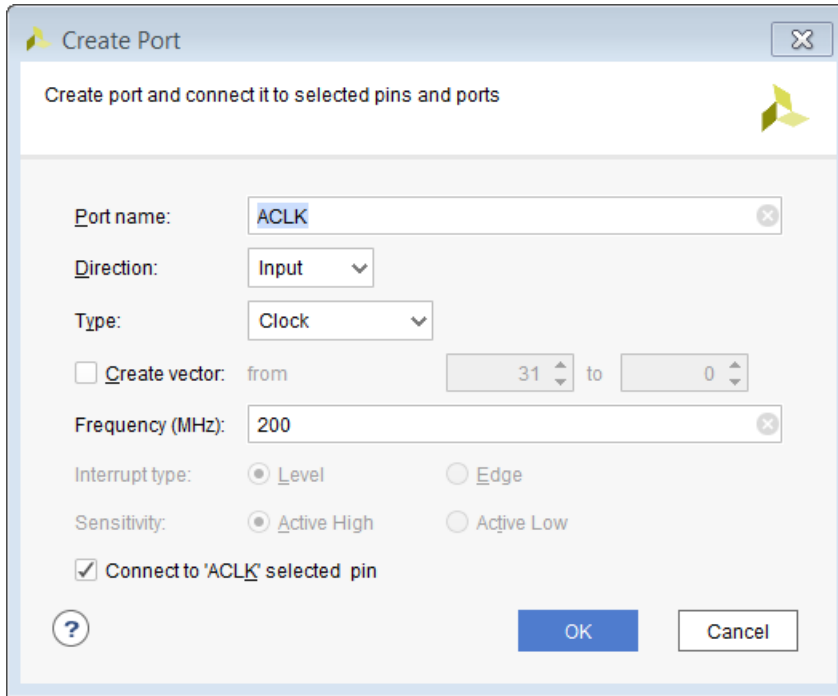 Create Port
Create port and connect it to selected pins and ports
Port name: ACLK
Direction: Input
Type: Clock
Create vector: from 31 to 0
Frequency (MHz): 200
Interrupt type: Level Edge
Sensitivity: Active High Active Low
Connect to 'ACLK' selected pin
? OK Cancel